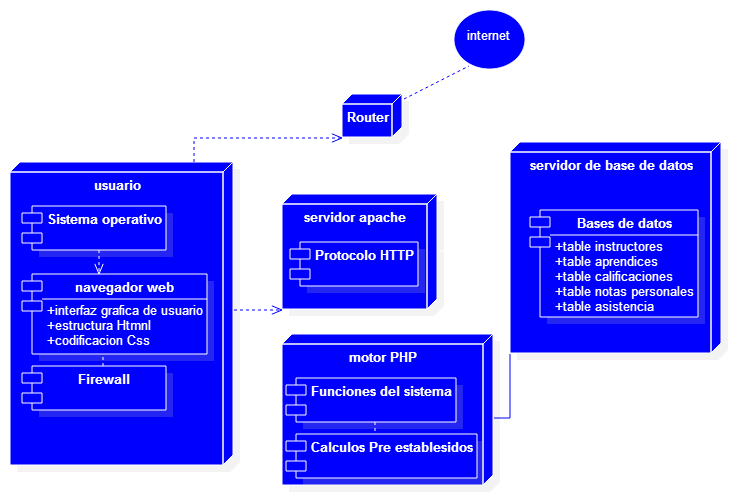 internet
Router
usuario
Sistema operativo
navegador web
+interfaz grafica de usuario
+estructura Htmnl
+codificacion Css
Firewall
servidor apache
Protocolo HTTP
motor PHP
Funciones del sistema
Calculos Pre establesidos
servidor de base de datos
Bases de datos
+table instructores
+table aprendices
+table calificaciones
+table notas personales
+table asistencia